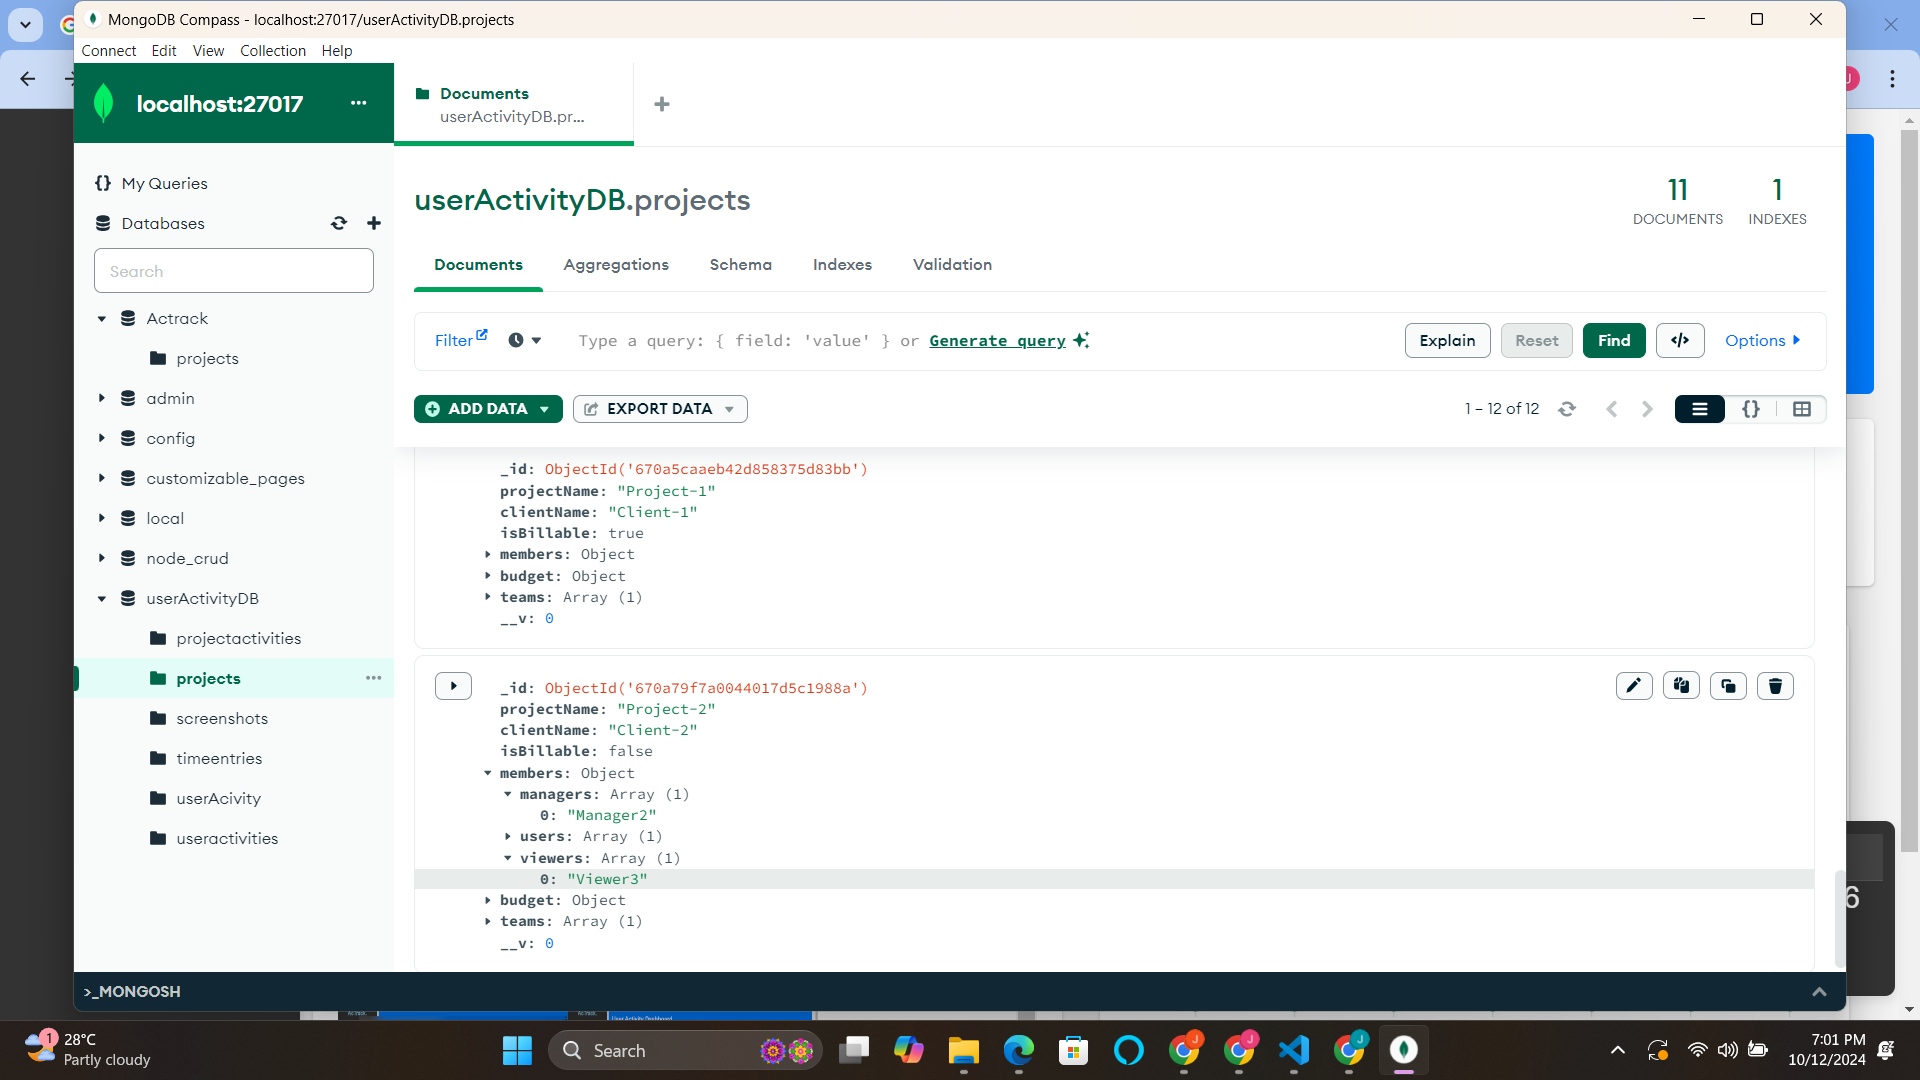 MongoDB Compass - localhost:27017/userActivityDB.projects
Connect Edit View Collection Help
localhost:27017
Documents
userActivityDB.pr...
{} My Queries
Databases
Search
Actrack
projects
admin
config
customizable_pages
local
node_crud
userActivityDB
projectactivities
projects
screenshots
timeentries
userAcivity
useractivities
userActivityDB.projects
11
DOCUMENTS
1
INDEXES
Documents Aggregations Schema Indexes Validation
Filter Type a query: { field: 'value' } or Generate query Explain Reset Find </> Options
ADD DATA EXPORT DATA 1 – 12 of 12 {}
_id: ObjectId('670a5caaeb42d858375d83bb')
projectName: "Project-1"
clientName: "Client-1"
isBillable: true
members: Object
budget: Object
teams: Array (1)
__v: 0
_id: ObjectId('670a79f7a0044017d5c1988a')
projectName: "Project-2"
clientName: "Client-2"
isBillable: false
members: Object
managers: Array (1)
0: "Manager2"
users: Array (1)
viewers: Array (1)
0: "Viewer3"
budget: Object
teams: Array (1)
__v: 0
6
>_MONGOSH
User Activity Dashboard
1
28°C
Partly cloudy
Search
J
J
J
7:01 PM
10/12/2024